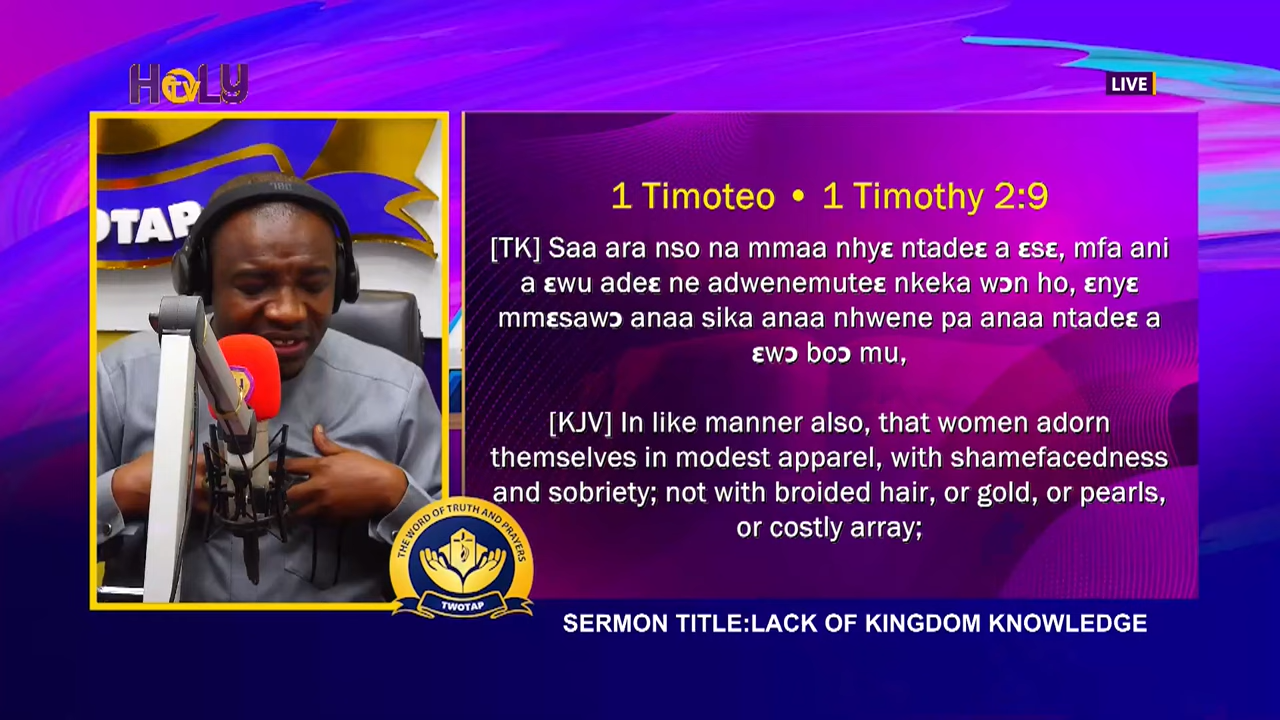 HOLY
tv
LIVE
OTAP
JBL
1 Timoteo • 1 Timothy 2:9
[TK] Saa ara nso na mmaa nhyɛ ntadeɛ a ɛsɛ, mfa ani
a ɛwu adeɛ ne adwenemuteɛ nkeka wɔn ho, ɛnyɛ
mmɛsawɔ anaa sika anaa nhwene pa anaa ntadeɛ a
ɛwɔ boɔ mu,
[KJV] In like manner also, that women adorn
themselves in modest apparel, with shamefacedness
and sobriety; not with broided hair, or gold, or pearls,
or costly array;
THE WORD OF TRUTH AND PRAYERS
TWOTAP
SERMON TITLE:LACK OF KINGDOM KNOWLEDGE